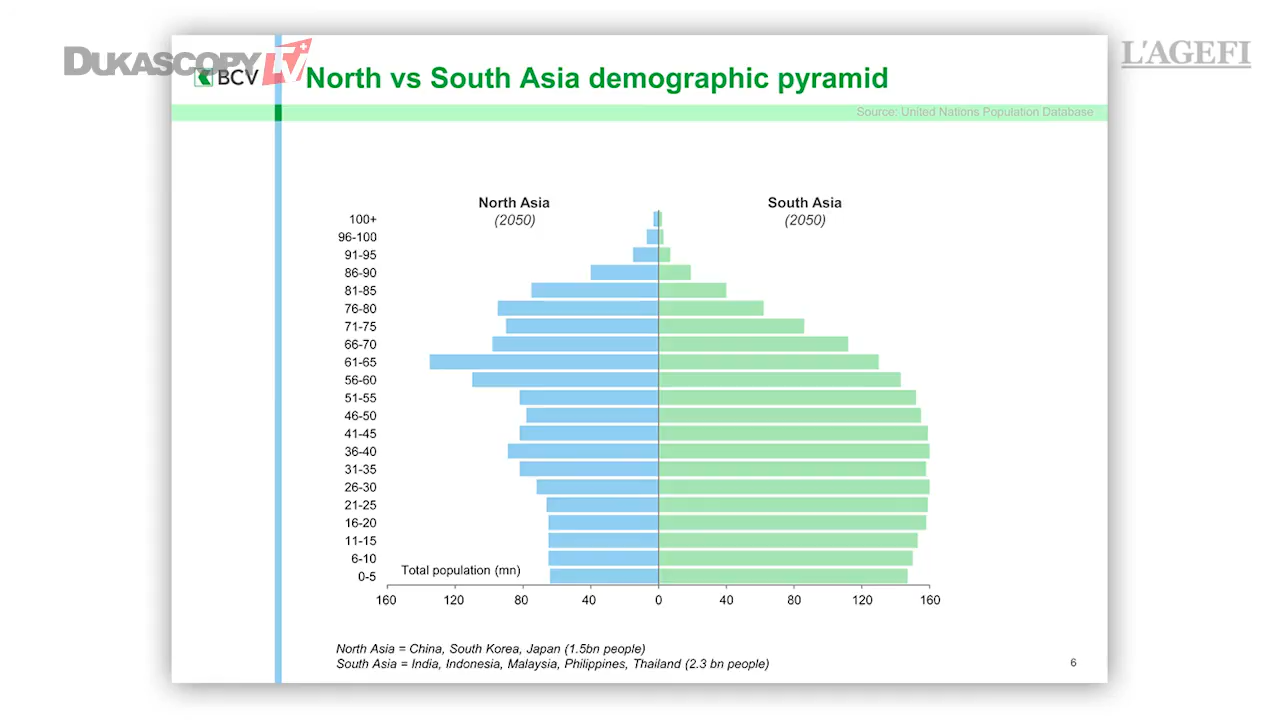 DUKASCOPY TV
L'AGEFI
BCV
North vs South Asia demographic pyramid
Source: United Nations Population Database
North Asia
(2050)
South Asia
(2050)
100+
96-100
91-95
86-90
81-85
76-80
71-75
66-70
61-65
56-60
51-55
46-50
41-45
36-40
31-35
26-30
21-25
16-20
11-15
6-10
0-5
Total population (mn)
160 120 80 40 0 40 80 120 160
North Asia = China, South Korea, Japan (1.5bn people)
South Asia = India, Indonesia, Malaysia, Philippines, Thailand (2.3 bn people)
6